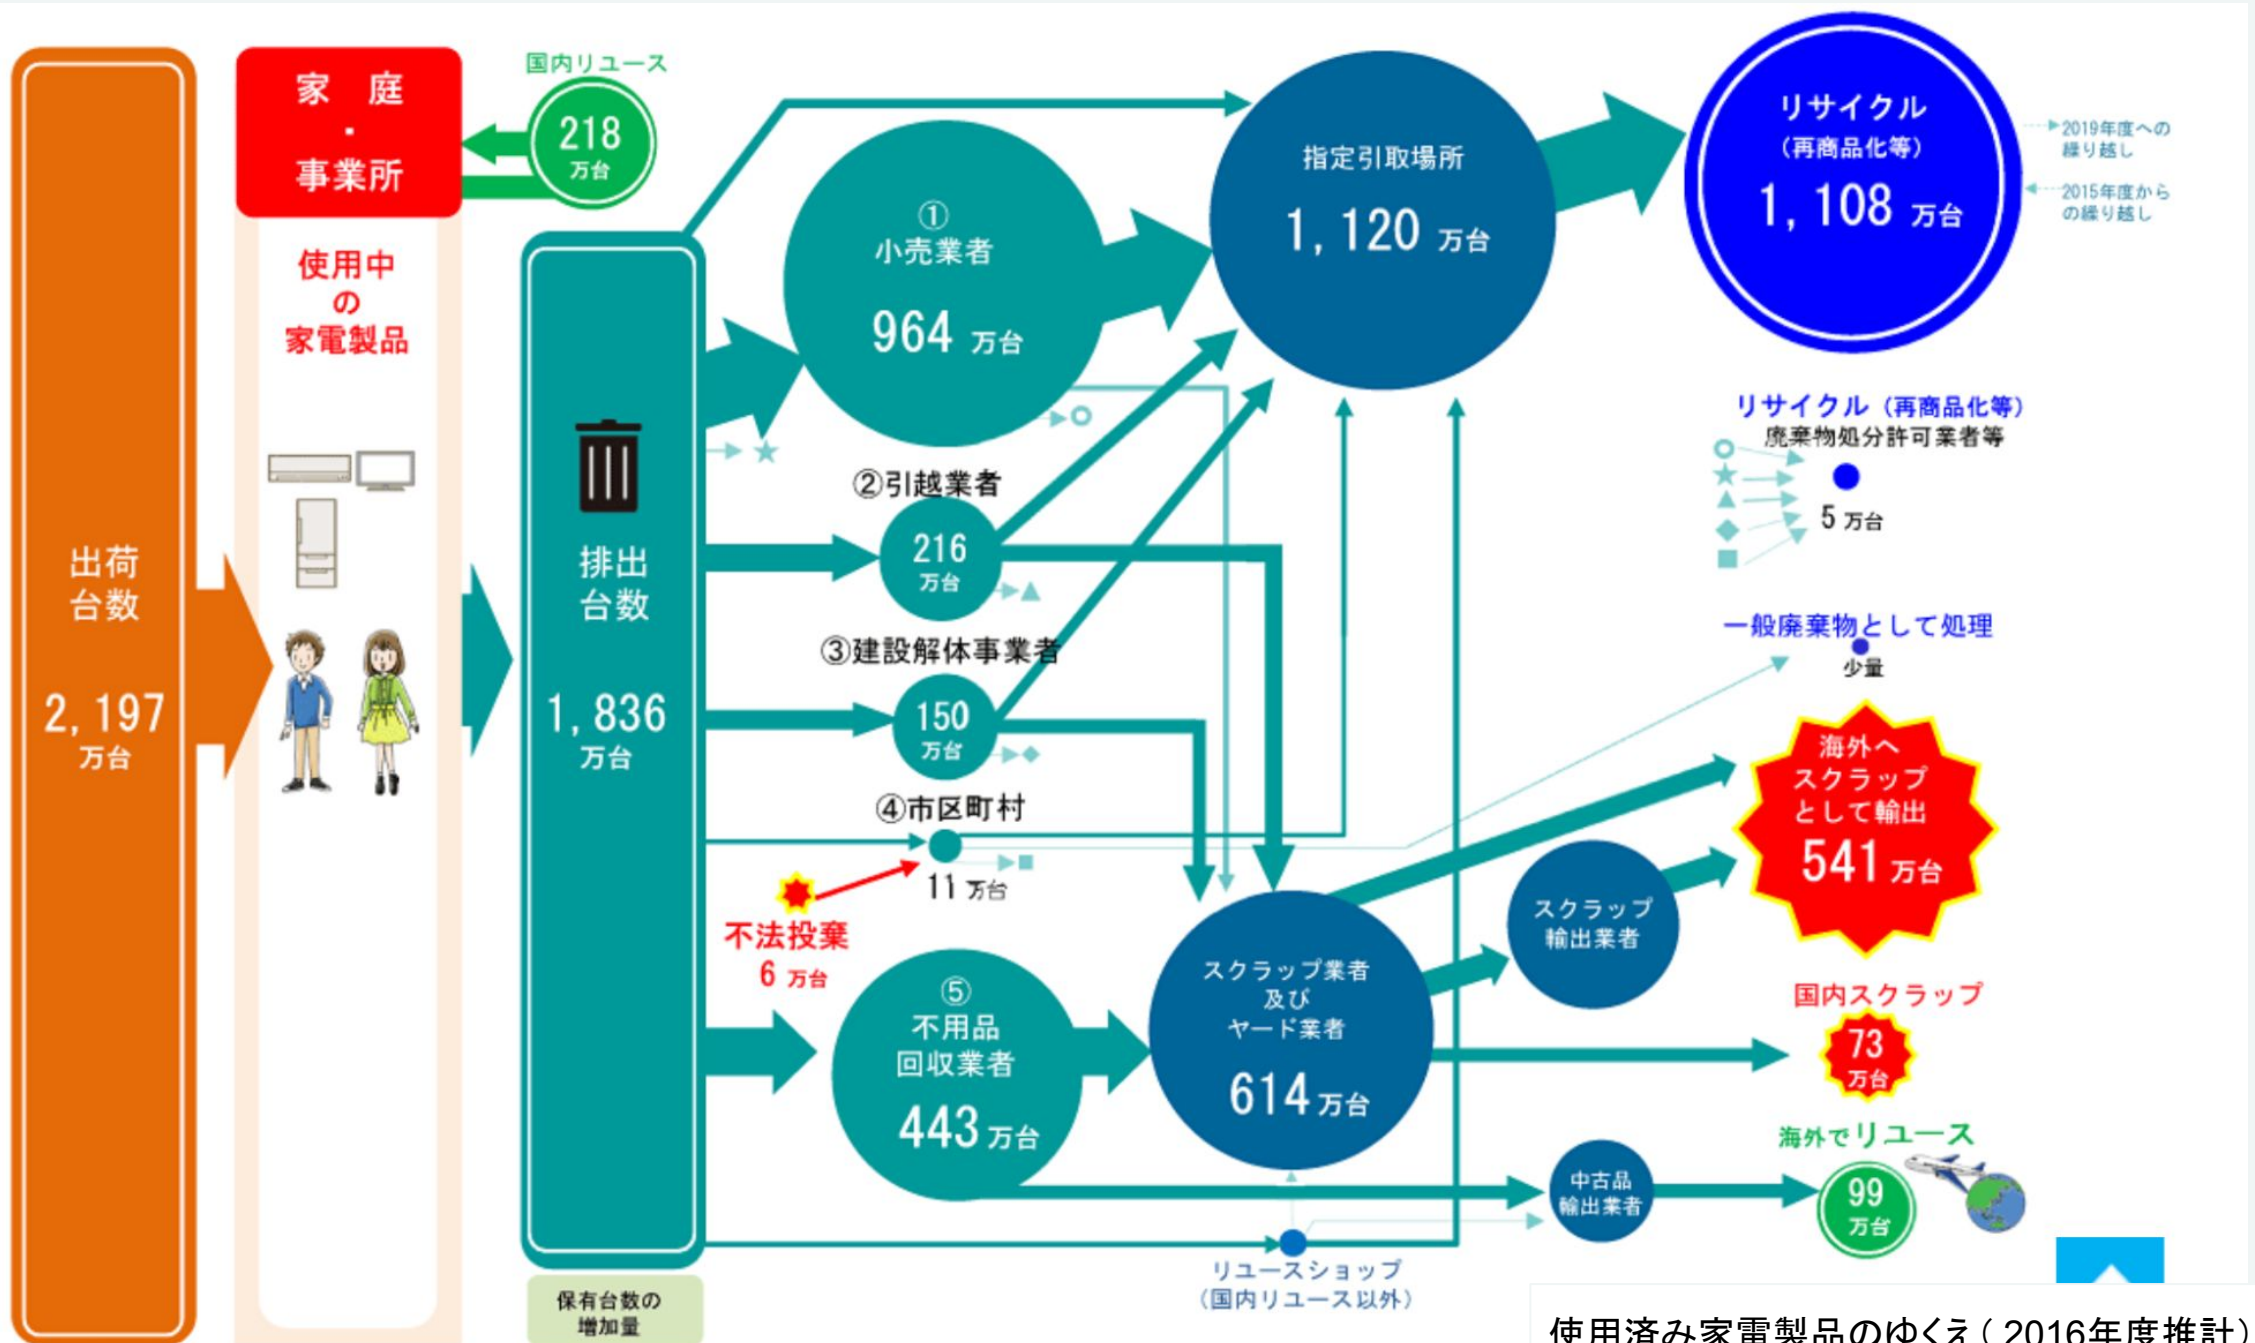 出荷
台数
2,197
万台
家 庭
・
事業所
使用中
の
家電製品
国内リユース
218
万台
排出
台数
1,836
万台
保有台数の
増加量
①
小売業者
964 万台
②引越業者
216
万台
③建設解体事業者
150
万台
④市区町村
11 万台
不法投棄
6 万台
⑤
不用品
回収業者
443 万台
指定引取場所
1,120 万台
スクラップ業者
及び
ヤード業者
614 万台
リユースショップ
(国内リユース以外)
スクラップ
輸出業者
中古品
輸出業者
リサイクル
(再商品化等)
1,108 万台
2019年度への
繰り越し
2015年度から
の繰り越し
リサイクル(再商品化等)
廃棄物処分許可業者等
5 万台
一般廃棄物として処理
少量
海外へ
スクラップ
として輸出
541 万台
国内スクラップ
73
万台
海外でリユース
99
万台
使用済み家電製品のゆくえ( 2016年度推計)